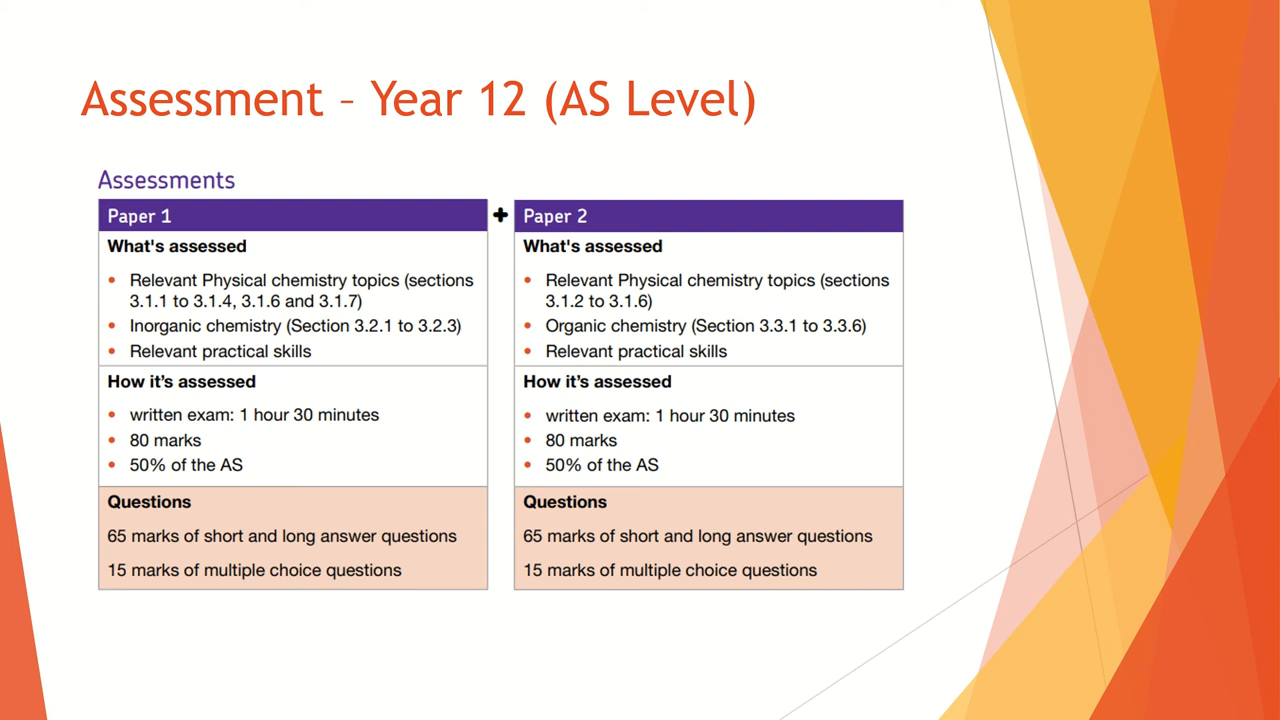 Assessment – Year 12 (AS Level)
Assessments
Paper 1
What's assessed
• Relevant Physical chemistry topics (sections
3.1.1 to 3.1.4, 3.1.6 and 3.1.7)
• Inorganic chemistry (Section 3.2.1 to 3.2.3)
• Relevant practical skills
How it's assessed
• written exam: 1 hour 30 minutes
• 80 marks
• 50% of the AS
Questions
65 marks of short and long answer questions
15 marks of multiple choice questions
+
Paper 2
What's assessed
• Relevant Physical chemistry topics (sections
3.1.2 to 3.1.6)
• Organic chemistry (Section 3.3.1 to 3.3.6)
• Relevant practical skills
How it's assessed
• written exam: 1 hour 30 minutes
• 80 marks
• 50% of the AS
Questions
65 marks of short and long answer questions
15 marks of multiple choice questions